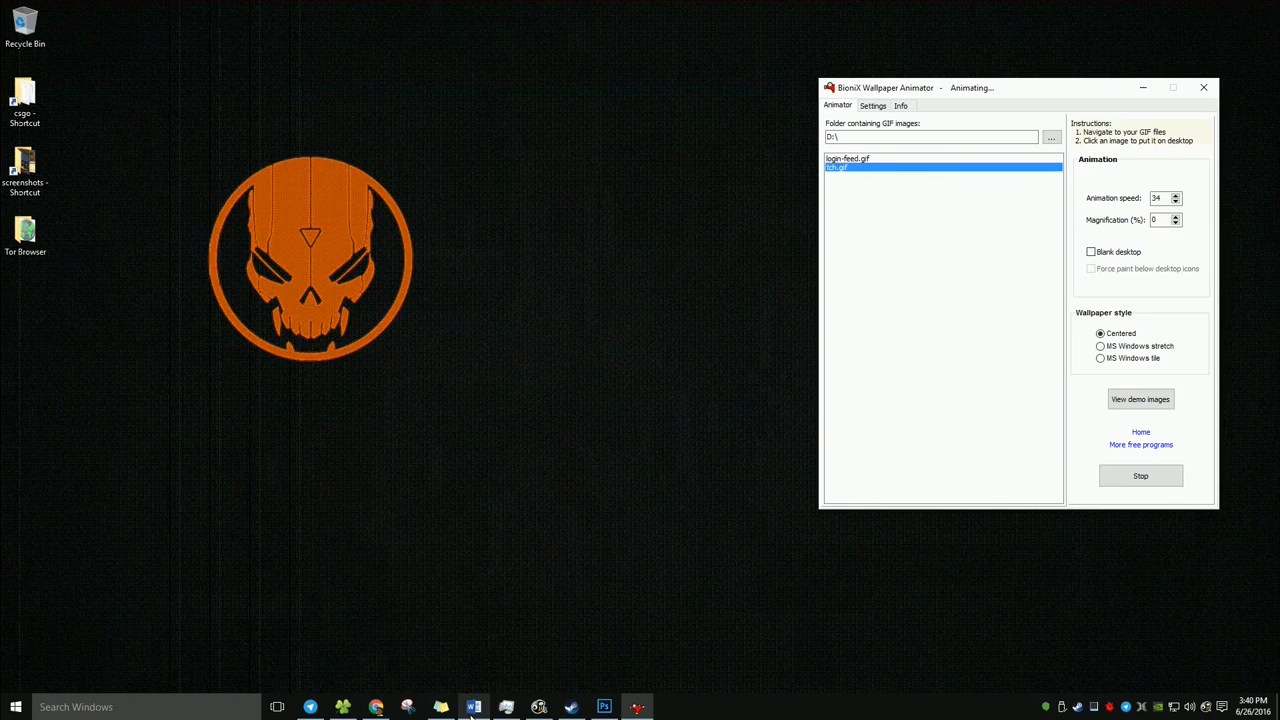 Recycle Bin
csgo -
Shortcut
screenshots -
Shortcut
Tor Browser
BioniX Wallpaper Animator - Animating...
Animator Settings Info
Folder containing GIF images:
D:\
...
login-feed.gif
tch.gif
Instructions:
1. Navigate to your GIF files
2. Click an image to put it on desktop
Animation
Animation speed: 34
Magnification (%): 0
Blank desktop
Force paint below desktop icons
Wallpaper style
Centered
MS Windows stretch
MS Windows tile
View demo images
Home
More free programs
Stop
Search Windows
Ps
3:40 PM
6/26/2016